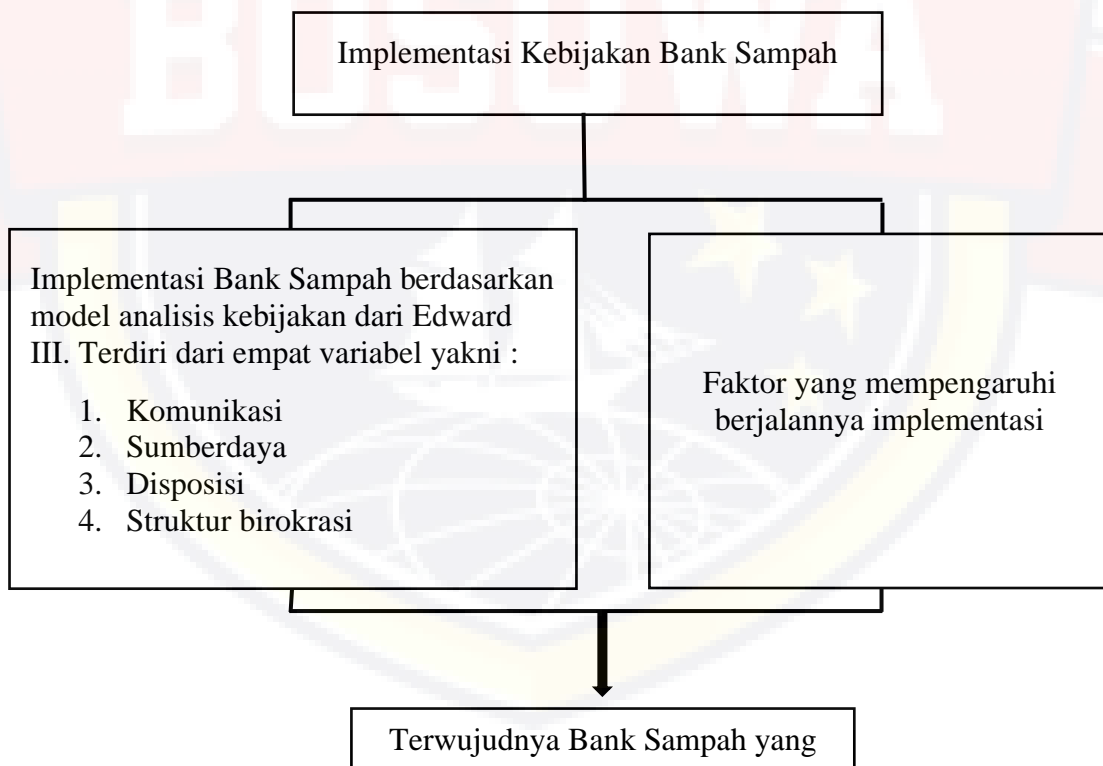 BOSOWA
Implementasi Kebijakan Bank Sampah
Implementasi Bank Sampah berdasarkan
model analisis kebijakan dari Edward
III. Terdiri dari empat variabel yakni :
1. Komunikasi
2. Sumberdaya
3. Disposisi
4. Struktur birokrasi
Faktor yang mempengaruhi
berjalannya implementasi
Terwujudnya Bank Sampah yang